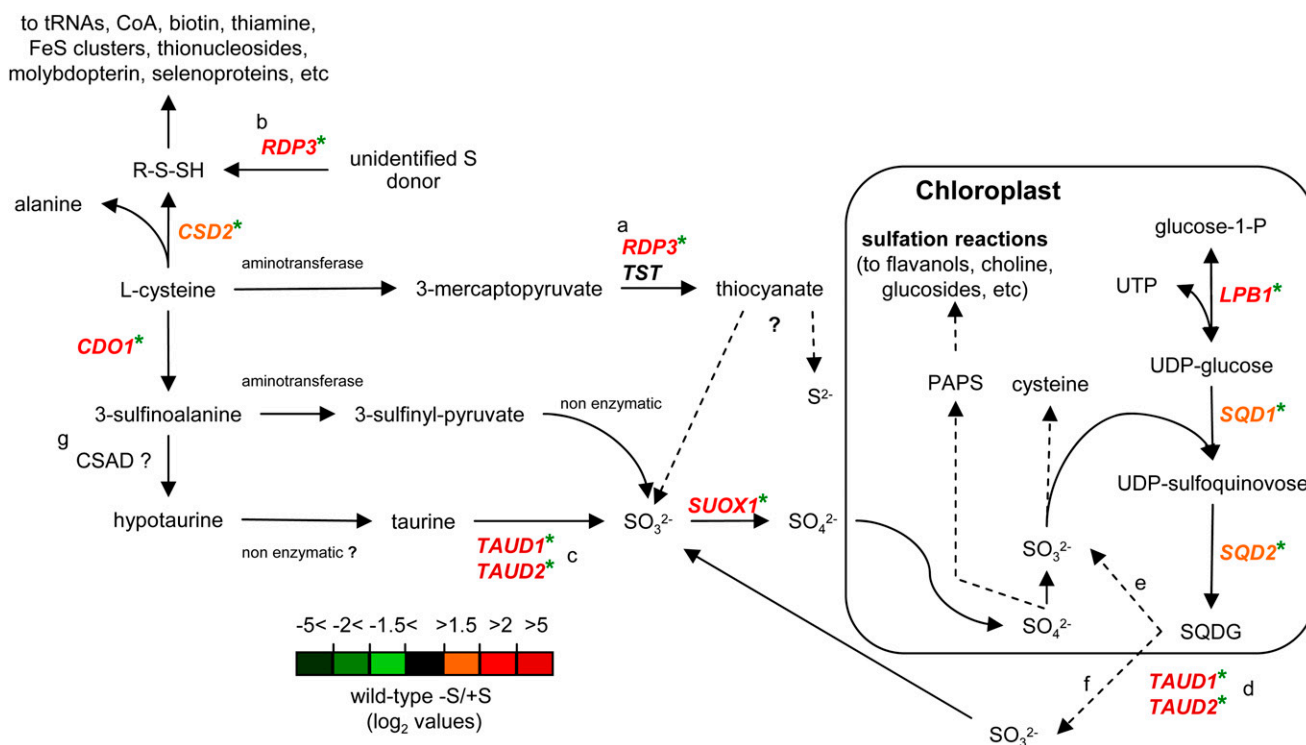 to tRNAs, CoA, biotin, thiamine,
FeS clusters, thionucleosides,
molybdopterin, selenoproteins, etc
b
RDP3*
R-S-SH
unidentified S
donor
alanine
CSD2*
L-cysteine
aminotransferase
3-mercaptopyruvate
a
RDP3*
TST
thiocyanate
?
S²⁻
CDO1*
3-sulfinoalanine
aminotransferase
3-sulfinyl-pyruvate
non enzymatic
g
CSAD ?
hypotaurine
non enzymatic ?
taurine
TAUD1*
TAUD2*
c
SO₃²⁻
SUOX1*
SO₄²⁻
Chloroplast
sulfation reactions
(to flavanols, choline,
glucosides, etc)
PAPS
cysteine
SO₃²⁻
SO₄²⁻
glucose-1-P
UTP
LPB1*
UDP-glucose
SQD1*
UDP-sulfoquinovose
SQD2*
e
SQDG
f
TAUD1*
TAUD2*
d
SO₃²⁻
-5< -2< -1.5< >1.5 >2 >5
wild-type -S/+S
(log₂ values)